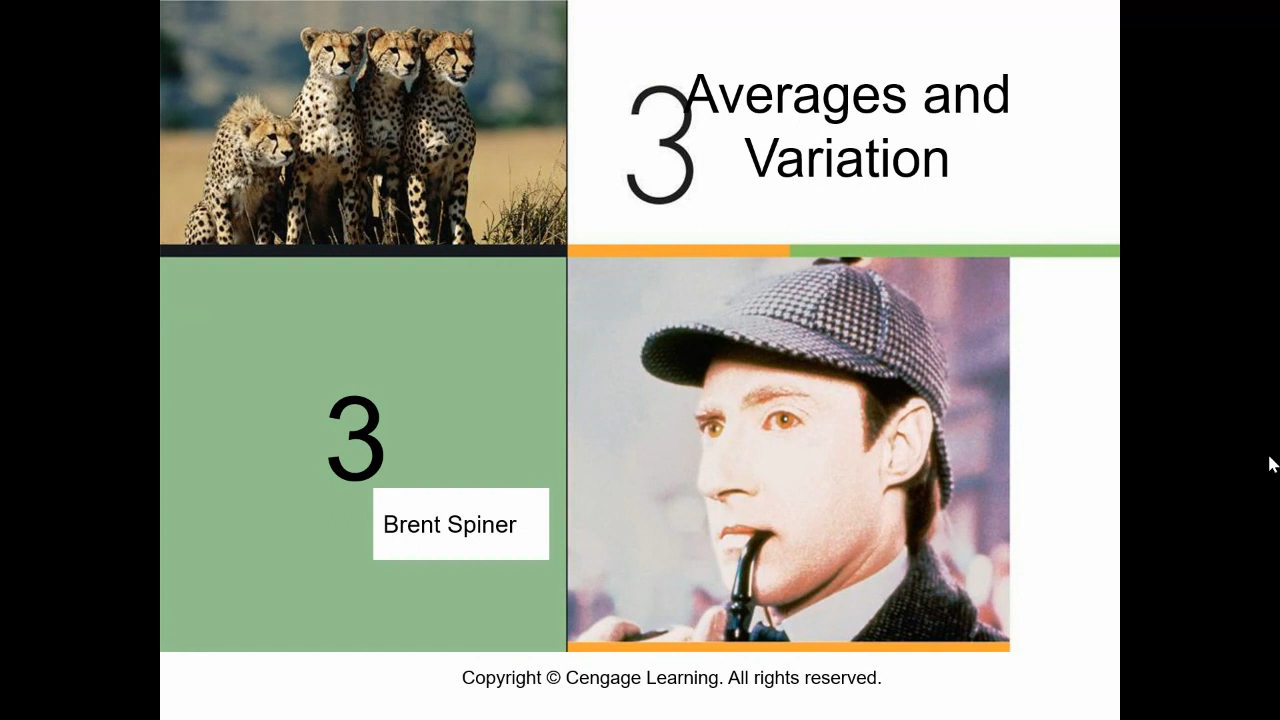 3
Averages and
Variation
3
Brent Spiner
Copyright © Cengage Learning. All rights reserved.